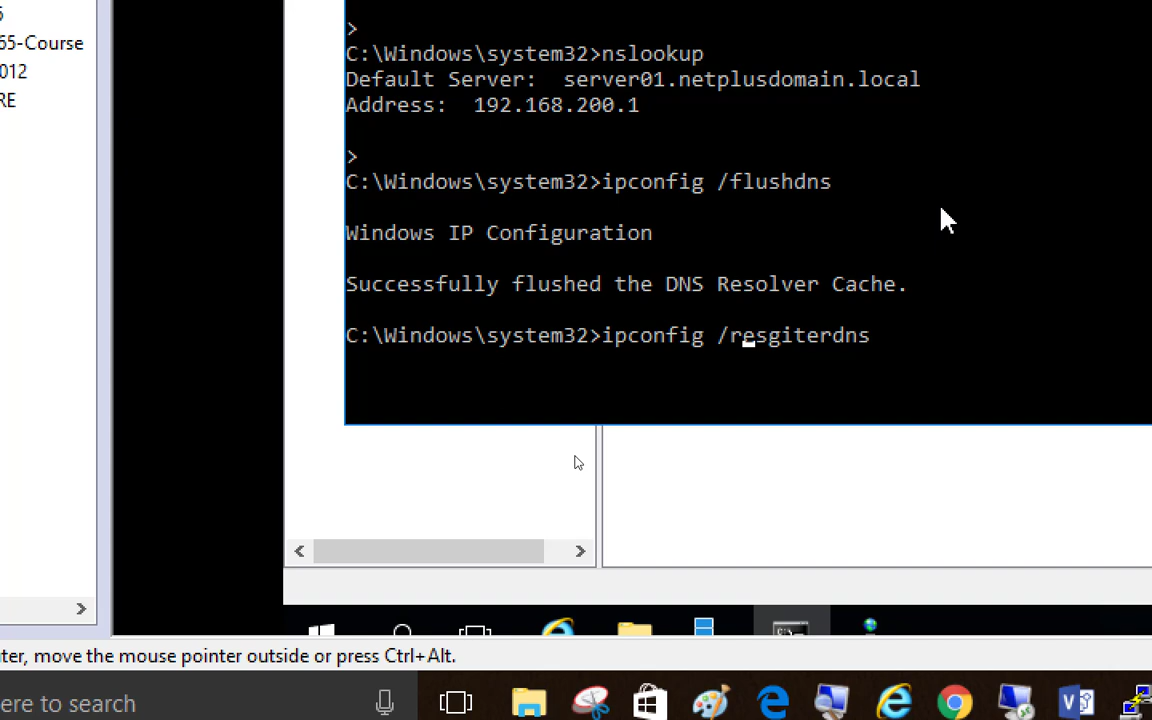 5
65-Course
012
RE
>
C:\Windows\system32>nslookup
Default Server:  server01.netplusdomain.local
Address:  192.168.200.1
>
C:\Windows\system32>ipconfig /flushdns
Windows IP Configuration
Successfully flushed the DNS Resolver Cache.
C:\Windows\system32>ipconfig /resgiterdns
ter, move the mouse pointer outside or press Ctrl+Alt.
ere to search